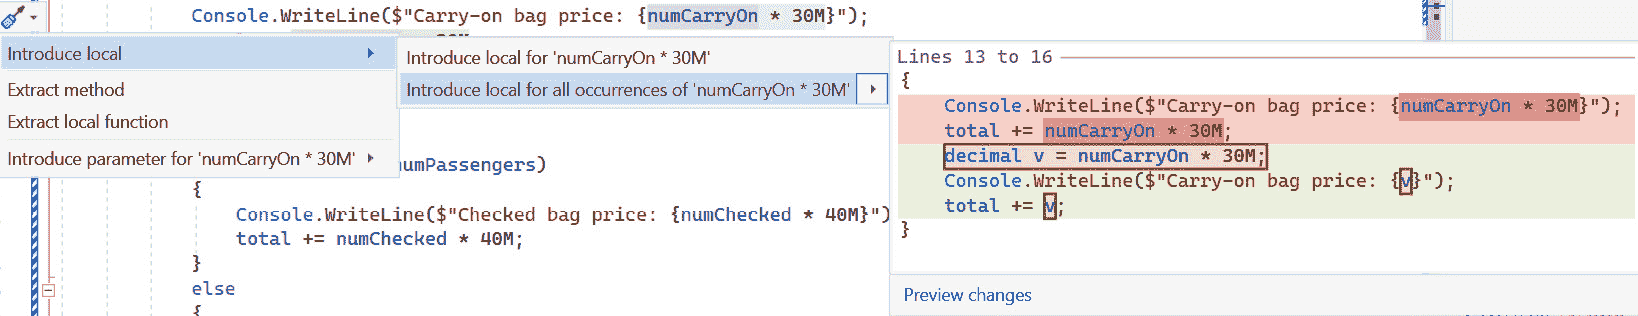 Console.WriteLine($"Carry-on bag price: {numCarryOn * 30M}");
Introduce local
Extract method
Extract local function
Introduce parameter for 'numCarryOn * 30M'
Introduce local for 'numCarryOn * 30M'
Introduce local for all occurrences of 'numCarryOn * 30M'
numPassengers)
{
Console.WriteLine($"Checked bag price: {numChecked * 40M}")
total += numChecked * 40M;
}
else
{
Lines 13 to 16
{
Console.WriteLine($"Carry-on bag price: {numCarryOn * 30M}");
total += numCarryOn * 30M;
decimal v = numCarryOn * 30M;
Console.WriteLine($"Carry-on bag price: {v}");
total += v;
}
Preview changes